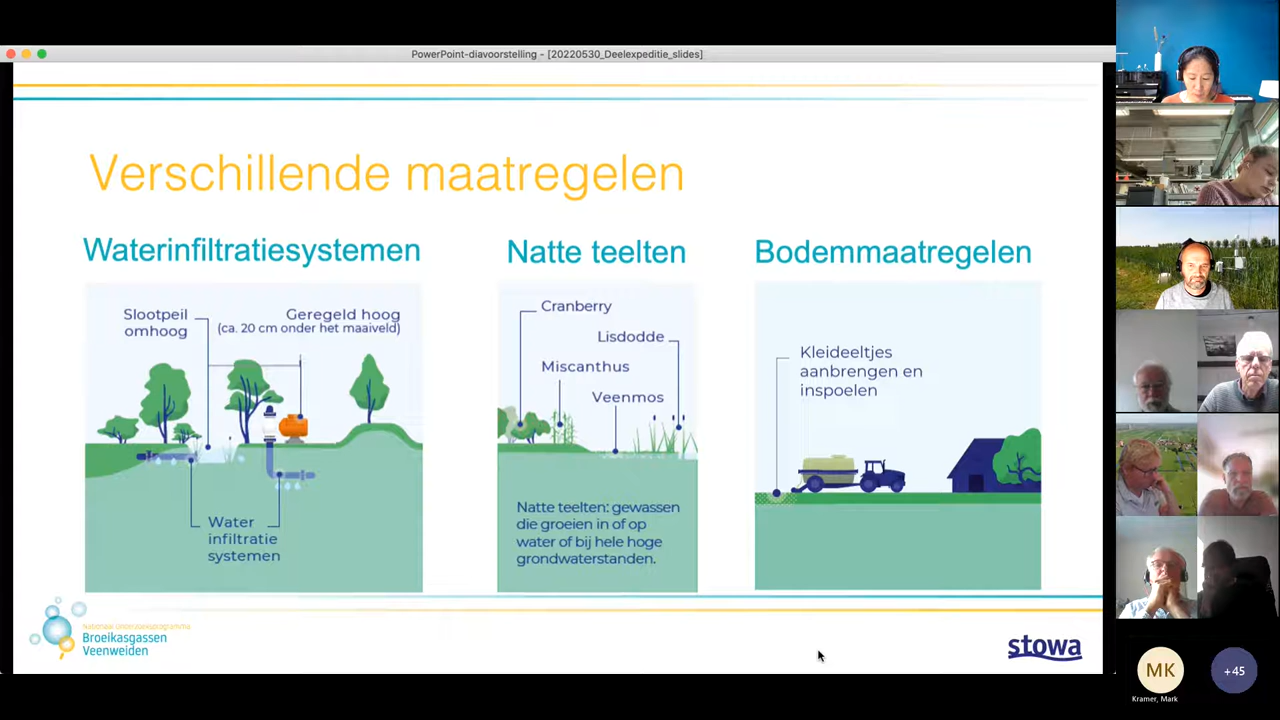 PowerPoint-diavoorstelling - [20220530_Deelexpeditie_slides]
Verschillende maatregelen
Waterinfiltratiesystemen
Slootpeil
omhoog
Geregeld hoog
(ca. 20 cm onder het maaiveld)
Water
infiltratie
systemen
Natte teelten
Cranberry
Lisdodde
Miscanthus
Veenmos
Natte teelten: gewassen
die groeien in of op
water of bij hele hoge
grondwaterstanden.
Bodemmaatregelen
Kleideeltjes
aanbrengen en
inspoelen
Nationaal Onderzoeksprogramma
Broeikasgassen
Veenweiden
stowa
MK
Kramer, Mark
+45